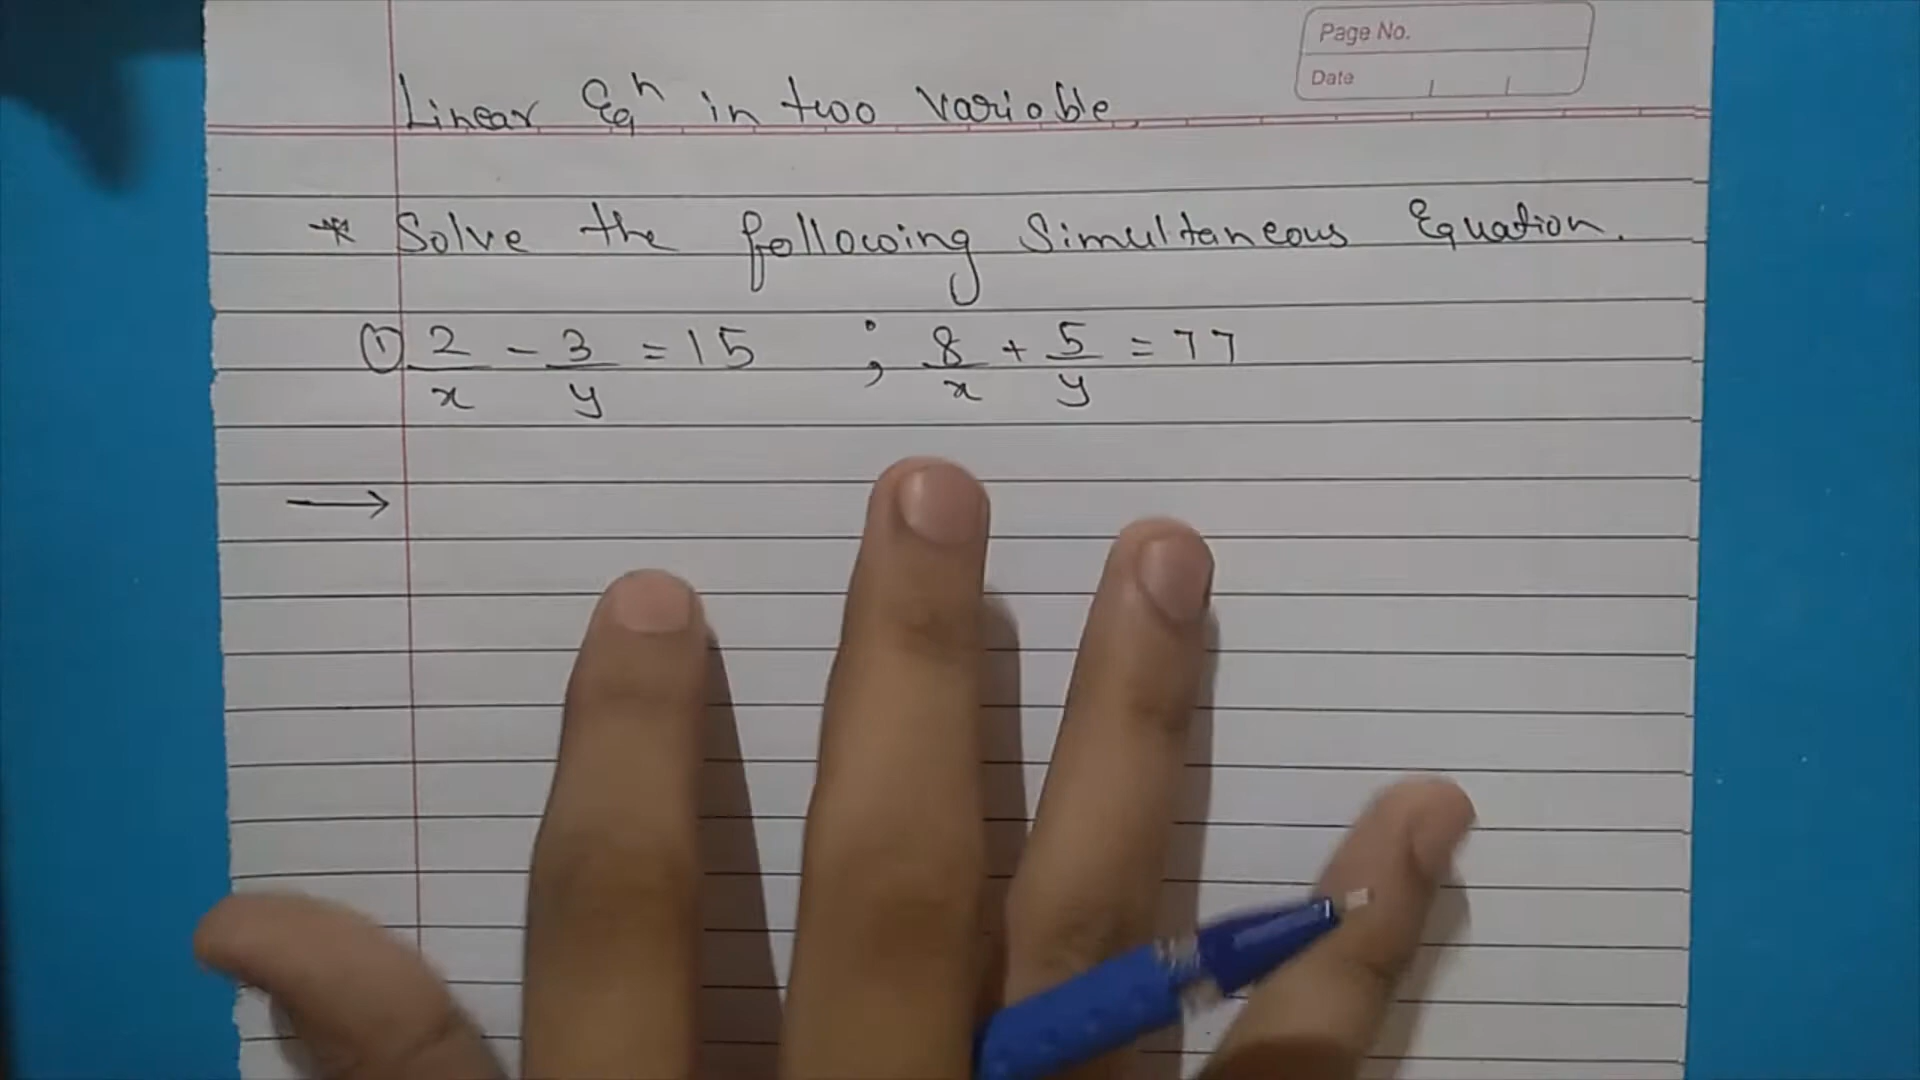 Page No.
Date
Linear Eqn in two variable.
* Solve the following Simultaneous Equation.
① 2/x - 3/y = 15 ; 8/x + 5/y = 77
→